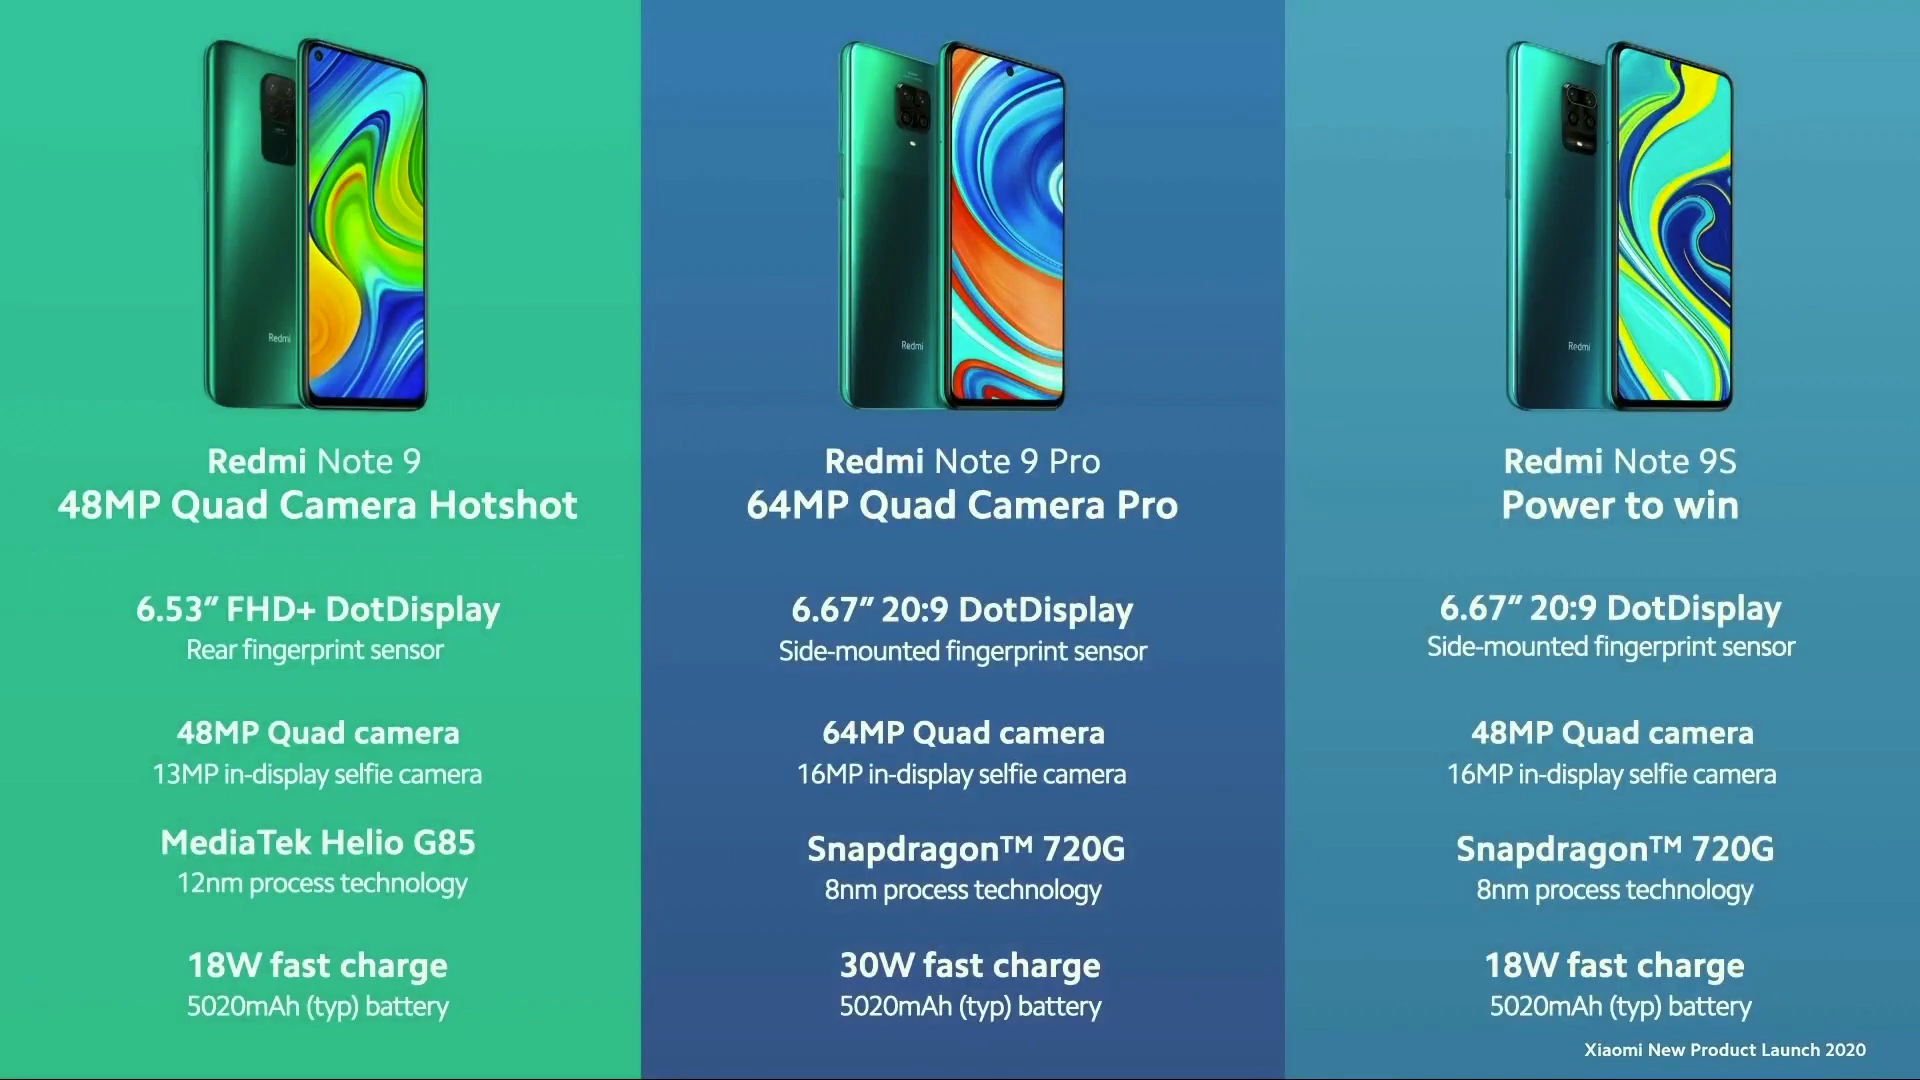 Redmi
Redmi Note 9
48MP Quad Camera Hotshot
6.53” FHD+ DotDisplay
Rear fingerprint sensor
48MP Quad camera
13MP in-display selfie camera
MediaTek Helio G85
12nm process technology
18W fast charge
5020mAh (typ) battery
Redmi
Redmi Note 9 Pro
64MP Quad Camera Pro
6.67” 20:9 DotDisplay
Side-mounted fingerprint sensor
64MP Quad camera
16MP in-display selfie camera
Snapdragon™ 720G
8nm process technology
30W fast charge
5020mAh (typ) battery
Redmi
Redmi Note 9S
Power to win
6.67” 20:9 DotDisplay
Side-mounted fingerprint sensor
48MP Quad camera
16MP in-display selfie camera
Snapdragon™ 720G
8nm process technology
18W fast charge
5020mAh (typ) battery
Xiaomi New Product Launch 2020